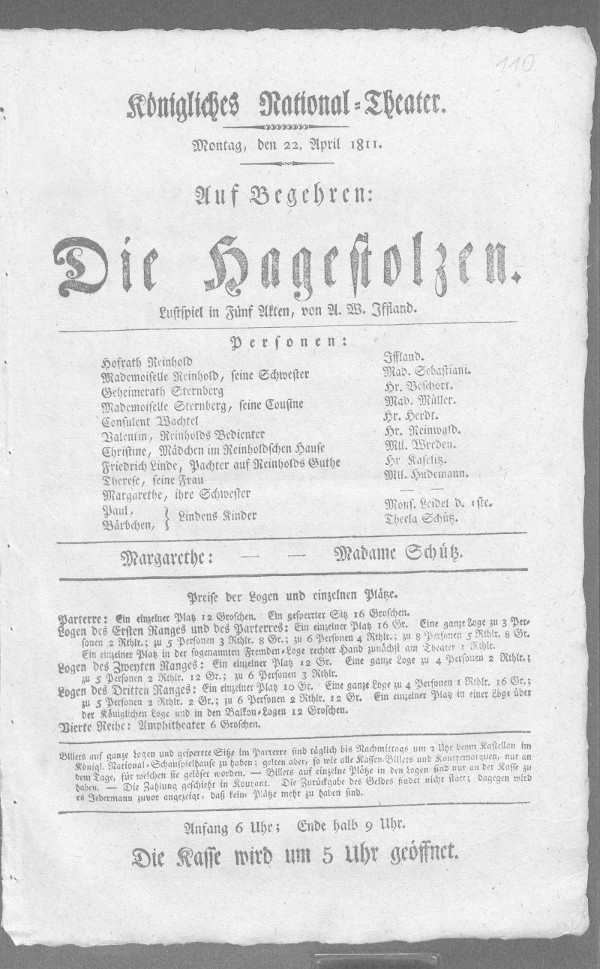 110
Königliches National-Theater.
Montag, den 22. April 1811.
Auf Begehren:
Die Hagestolzen.
Lustspiel in Fünf Akten, von A. W. Iffland.
Personen:
Hofrath Reinhold Iffland.
Mademoiselle Reinhold, seine Schwester Mad. Sebastiani.
Geheimerath Sternberg Hr. Beschort.
Mademoiselle Sternberg, seine Cousine Mad. Müller.
Consulent Wachtel Hr. Herdt.
Valentin, Reinholds Bedienter Hr. Reinwald.
Christine, Mädchen im Reinholdschen Hause Mll. Wreden.
Friedrich Linde, Pachter auf Reinholds Guthe Hr Kaselitz.
Therese, seine Frau Mll. Hudemann.
Margarethe, ihre Schwester — —
Paul, } Lindens Kinder Mons. Leidel d. 1ste.
Bärbchen, Thecla Schütz.
Margarethe: — — Madame Schütz.
Preise der Logen und einzelnen Plätze.
Parterre: Ein einzelner Platz 12 Groschen. Ein gesperrter Sitz 16 Groschen.
Logen des Ersten Ranges und des Parterres: Ein einzelner Platz 16 Gr. Eine ganze Loge zu 3 Per-
sonen 2 Rthlr.; zu 5 Personen 3 Rthlr. 8 Gr.; zu 6 Personen 4 Rthlr.; zu 8 Personen 5 Rthlr. 8 Gr.
Ein einzelner Platz in der sogenannten Fremden-Loge rechter Hand zunächst am Theater 1 Rthlr.
Logen des Zweyten Ranges: Ein einzelner Platz 12 Gr. Eine ganze Loge zu 4 Personen 2 Rthlr.;
zu 5 Personen 2 Rthlr. 12 Gr.; zu 6 Personen 3 Rthlr.
Logen des Dritten Ranges: Ein einzelner Platz 10 Gr. Eine ganze Loge zu 4 Personen 1 Rthlr. 16 Gr.;
zu 5 Personen 2 Rthlr. 2 Gr.; zu 6 Personen 2 Rthlr. 12 Gr. Ein einzelner Platz in einer Loge über
der Königlichen Loge und in den Balkon-Logen 12 Groschen.
Vierte Reihe: Amphitheater 6 Groschen.
Billets auf ganze Logen und gesperrte Sitze im Parterre sind täglich bis Nachmittags um 2 Uhr beym Kastellan im
Königl. National-Schauspielhause zu haben; gelten aber, so wie alle Kassen-Billets und Kontremarquen, nur an
dem Tage, für welchen sie gelöset worden. — Billets auf einzelne Plätze in den Logen sind nur an der Kasse zu
haben. — Die Zahlung geschieht in Kourant. Die Zurückgabe des Geldes findet nicht statt; dagegen wird
es Jedermann zuvor angezeigt, daß keine Plätze mehr zu haben sind.
Anfang 6 Uhr; Ende halb 9 Uhr.
Die Kasse wird um 5 Uhr geöffnet.